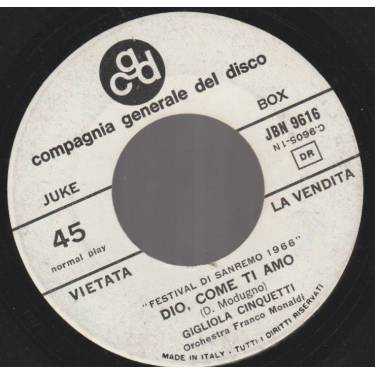 cgd
compagnia generale del disco
JUKE
BOX
JBN 9616
C.9605-1N
DR
45
normal play
VIETATA
LA VENDITA
"FESTIVAL DI SANREMO 1966"
DIO, COME TI AMO
(D. Modugno)
GIGLIOLA CINQUETTI
Orchestra Franco Monaldi
MADE IN ITALY - TUTTI I DIRITTI RISERVATI